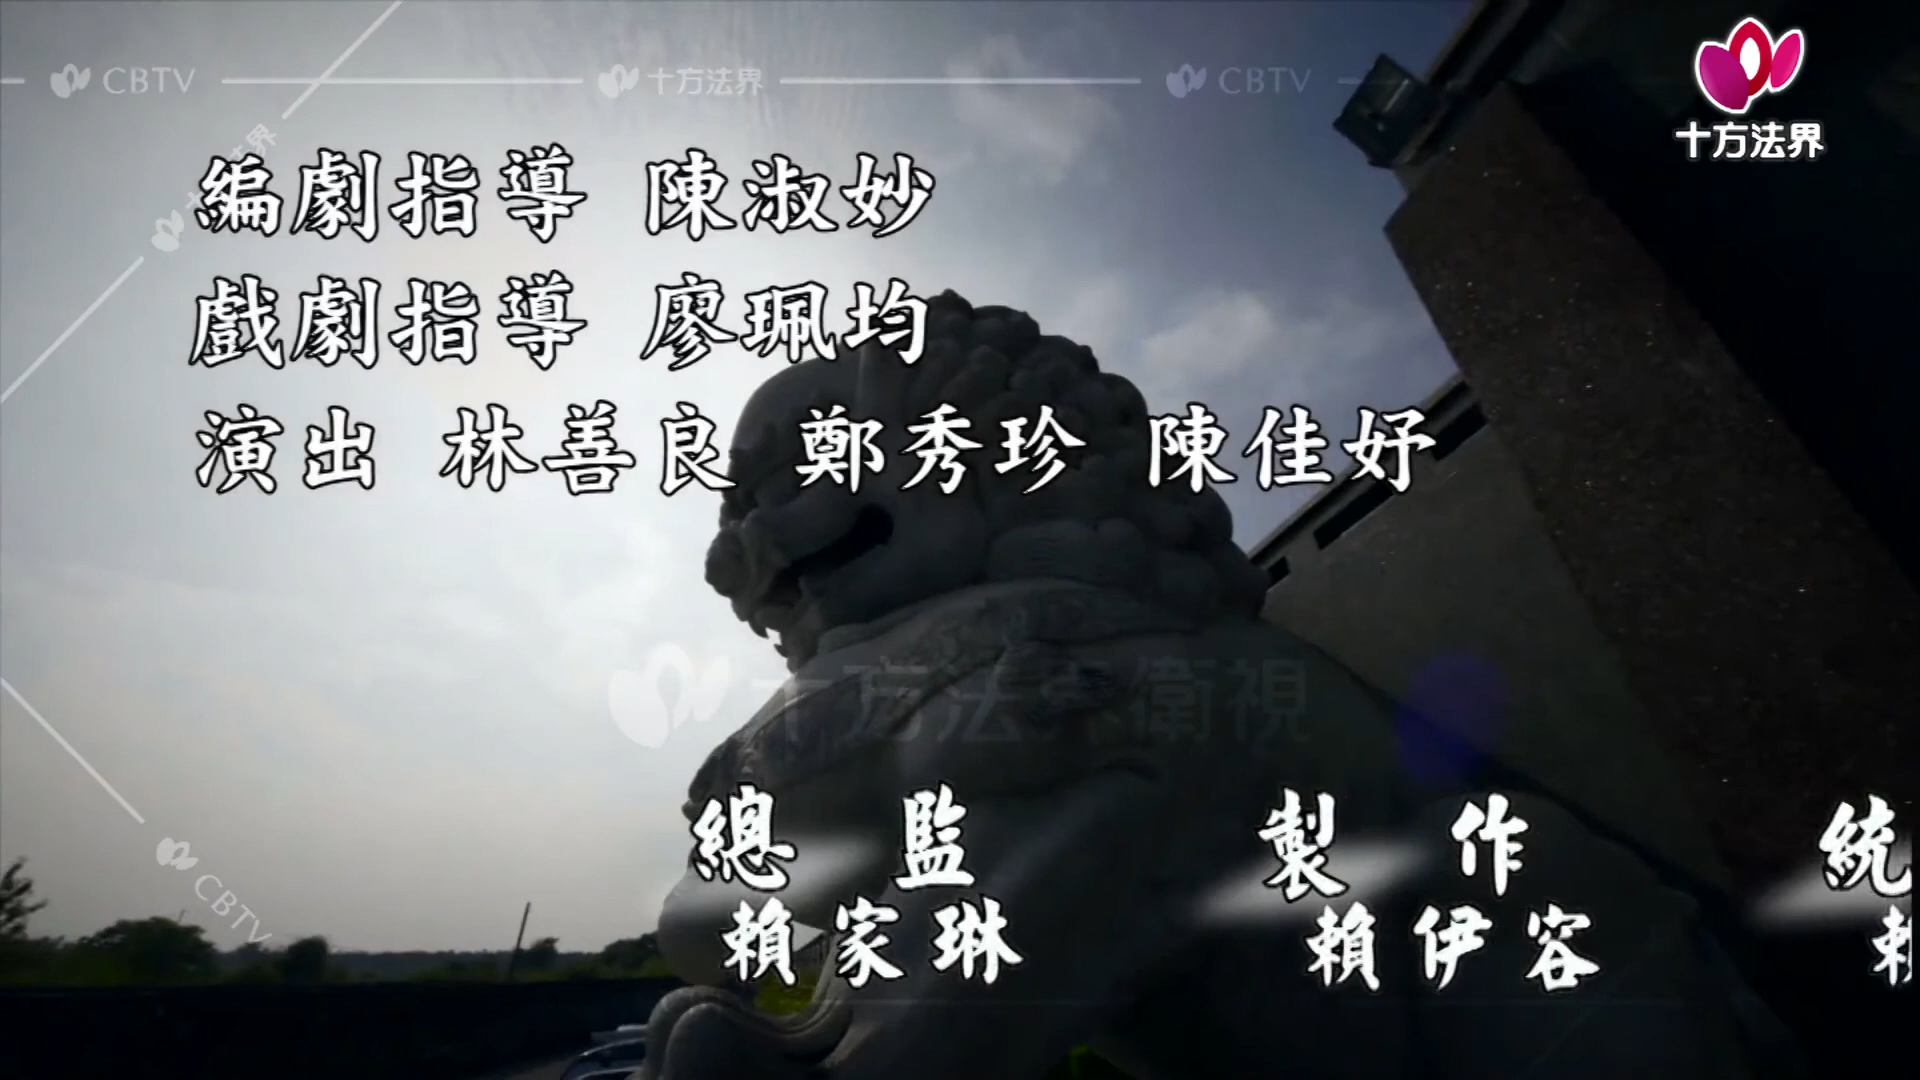 CBTV 十方法界 CBTV
十方法界
編劇指導 陳淑妙
戲劇指導 廖珮均
演出 林善良 鄭秀珍 陳佳妤
十方法界衛視
總監 製作 統
賴家琳 賴伊容
CBTV